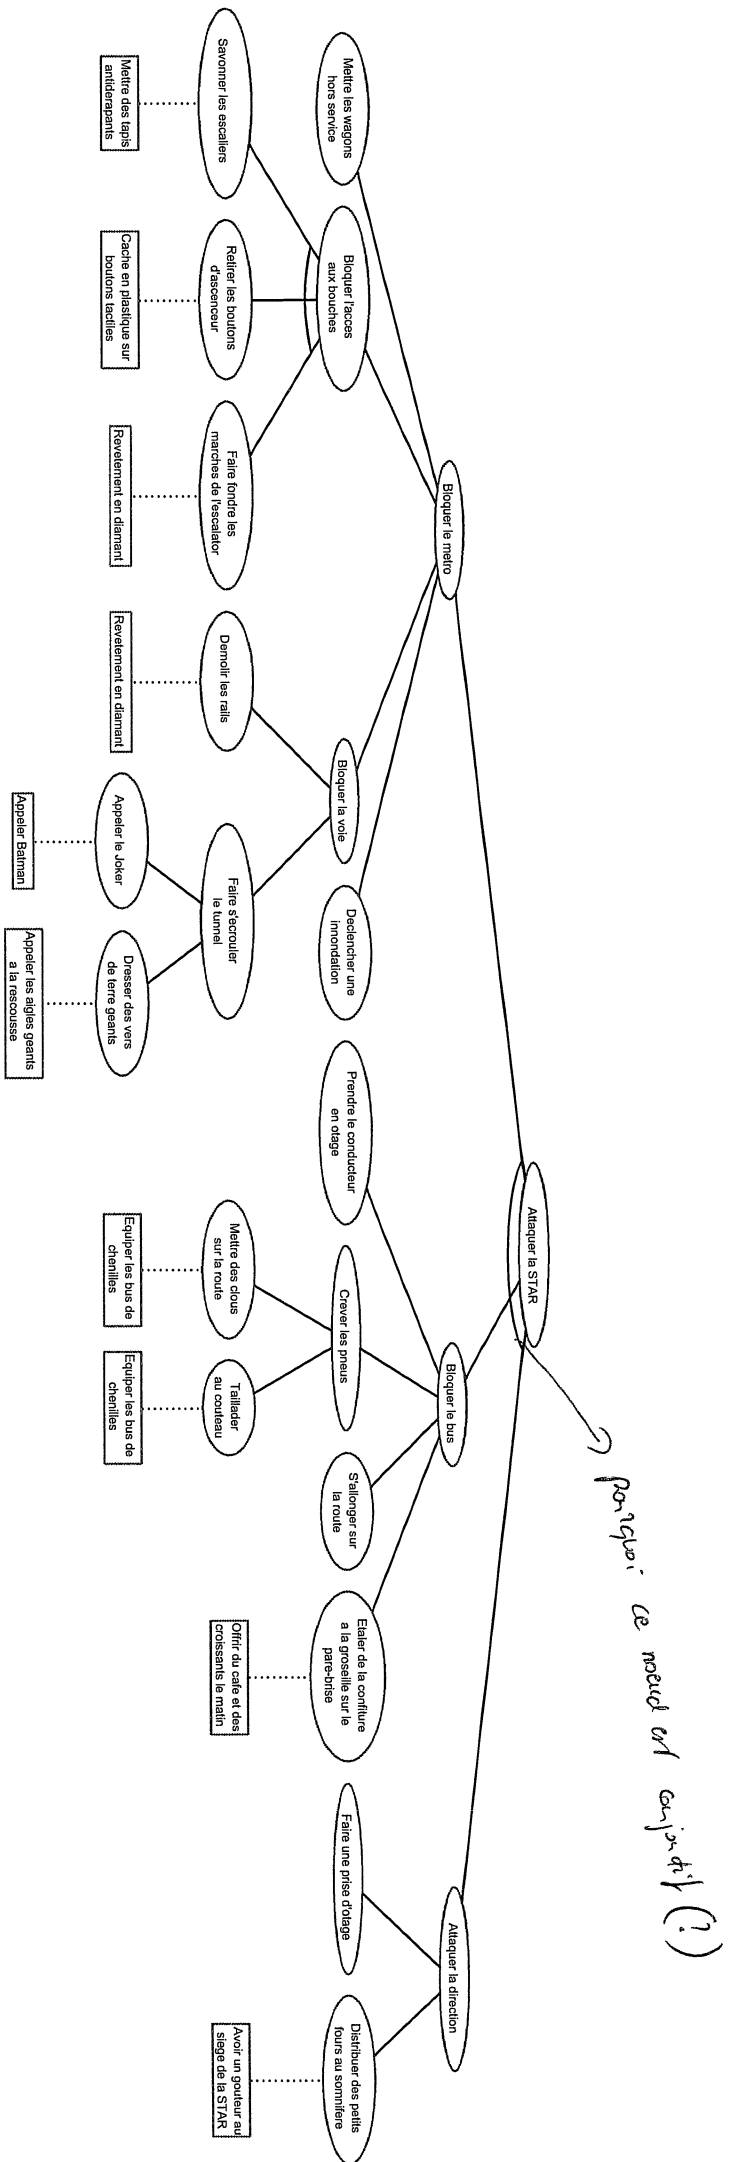 pourquoi ce noeud est conjonctif (?)
Attaquer la STAR
Bloquer le metro
Bloquer le bus
Attaquer la direction
Mettre les wagons
hors service
Bloquer l'acces
aux bouches
Bloquer la voie
Declencher une
innondation
Prendre le conducteur
en otage
Crever les pneus
S'allonger sur
la route
Etaler de la confiture
a la groseille sur le
pare-brise
Faire une prise d'otage
Distribuer des petits
fours au somnifere
Savonner les escaliers
Retirer les boutons
d'ascenceur
Faire fondre les
marches de l'escalator
Demolir les rails
Faire s'ecrouler
le tunnel
Mettre des clous
sur la route
Taillader
au couteau
Offrir du cafe et des
croissants le matin
Avoir un gouteur au
siege de la STAR
Mettre des tapis
antiderapants
Cache en plastique sur
boutons tactiles
Revetement en diamant
Revetement en diamant
Appeler le Joker
Dresser des vers
de terre geants
Equiper les bus de
chenilles
Equiper les bus de
chenilles
Appeler Batman
Appeler les aigles geants
a la rescousse